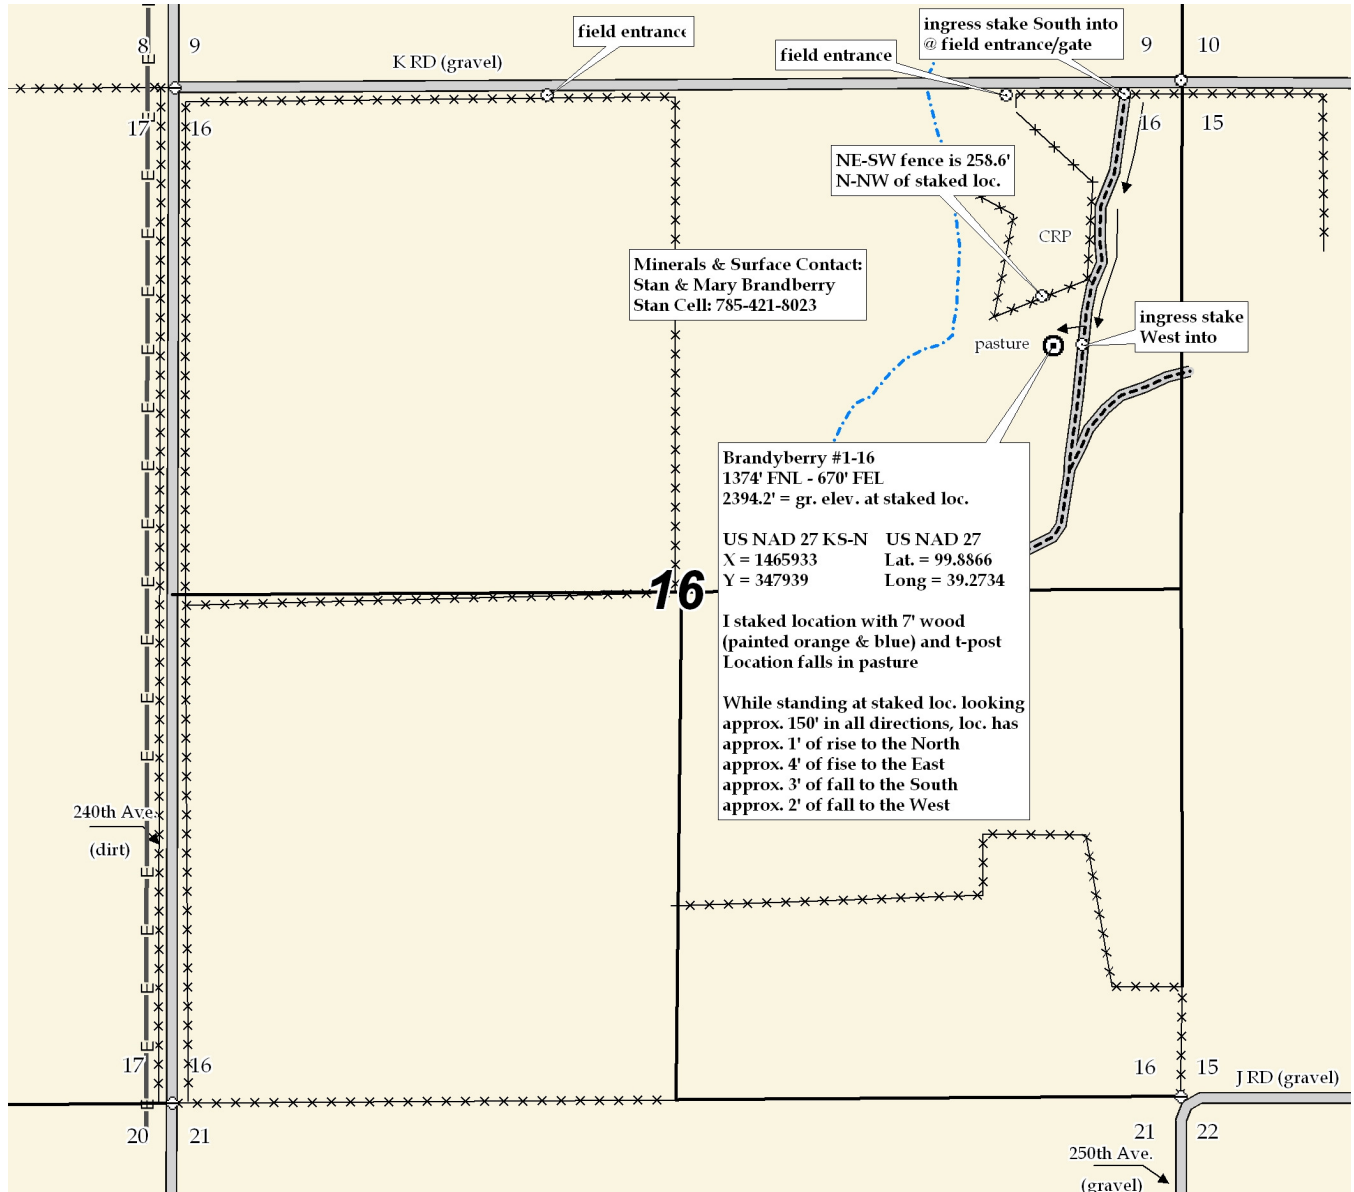 8
9
K RD (gravel)
field entrance
field entrance
ingress stake South into
@ field entrance/gate
9
10
17
16
16
15
NE-SW fence is 258.6'
N-NW of staked loc.
CRP
Minerals & Surface Contact:
Stan & Mary Brandberry
Stan Cell: 785-421-8023
ingress stake
West into
pasture
Brandyberry #1-16
1374' FNL - 670' FEL
2394.2' = gr. elev. at staked loc.
US NAD 27 KS-N US NAD 27
X = 1465933 Lat. = 99.8866
Y = 347939 Long = 39.2734
16
I staked location with 7' wood
(painted orange & blue) and t-post
Location falls in pasture
While standing at staked loc. looking
approx. 150' in all directions, loc. has
approx. 1' of rise to the North
approx. 4' of fise to the East
approx. 3' of fall to the South
approx. 2' of fall to the West
240th Ave.
(dirt)
17
16
16
15
J RD (gravel)
20
21
21
22
250th Ave.
(gravel)